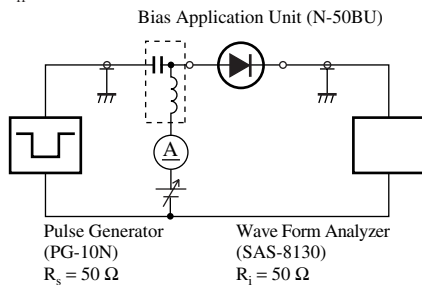 Bias Application Unit (N-50BU)
A
Pulse Generator
(PG-10N)
Rs = 50 Ω
Wave Form Analyzer
(SAS-8130)
Ri = 50 Ω